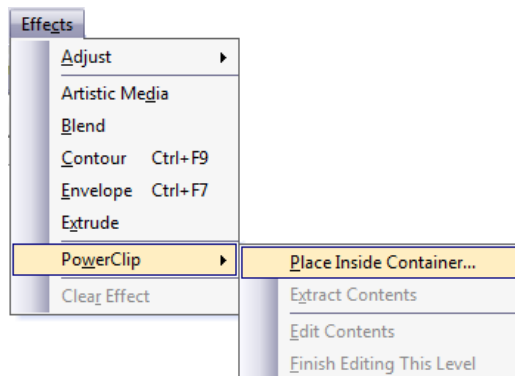 Effects
Adjust
Artistic Media
Blend
Contour Ctrl+F9
Envelope Ctrl+F7
Extrude
PowerClip
Place Inside Container...
Clear Effect
Extract Contents
Edit Contents
Finish Editing This Level